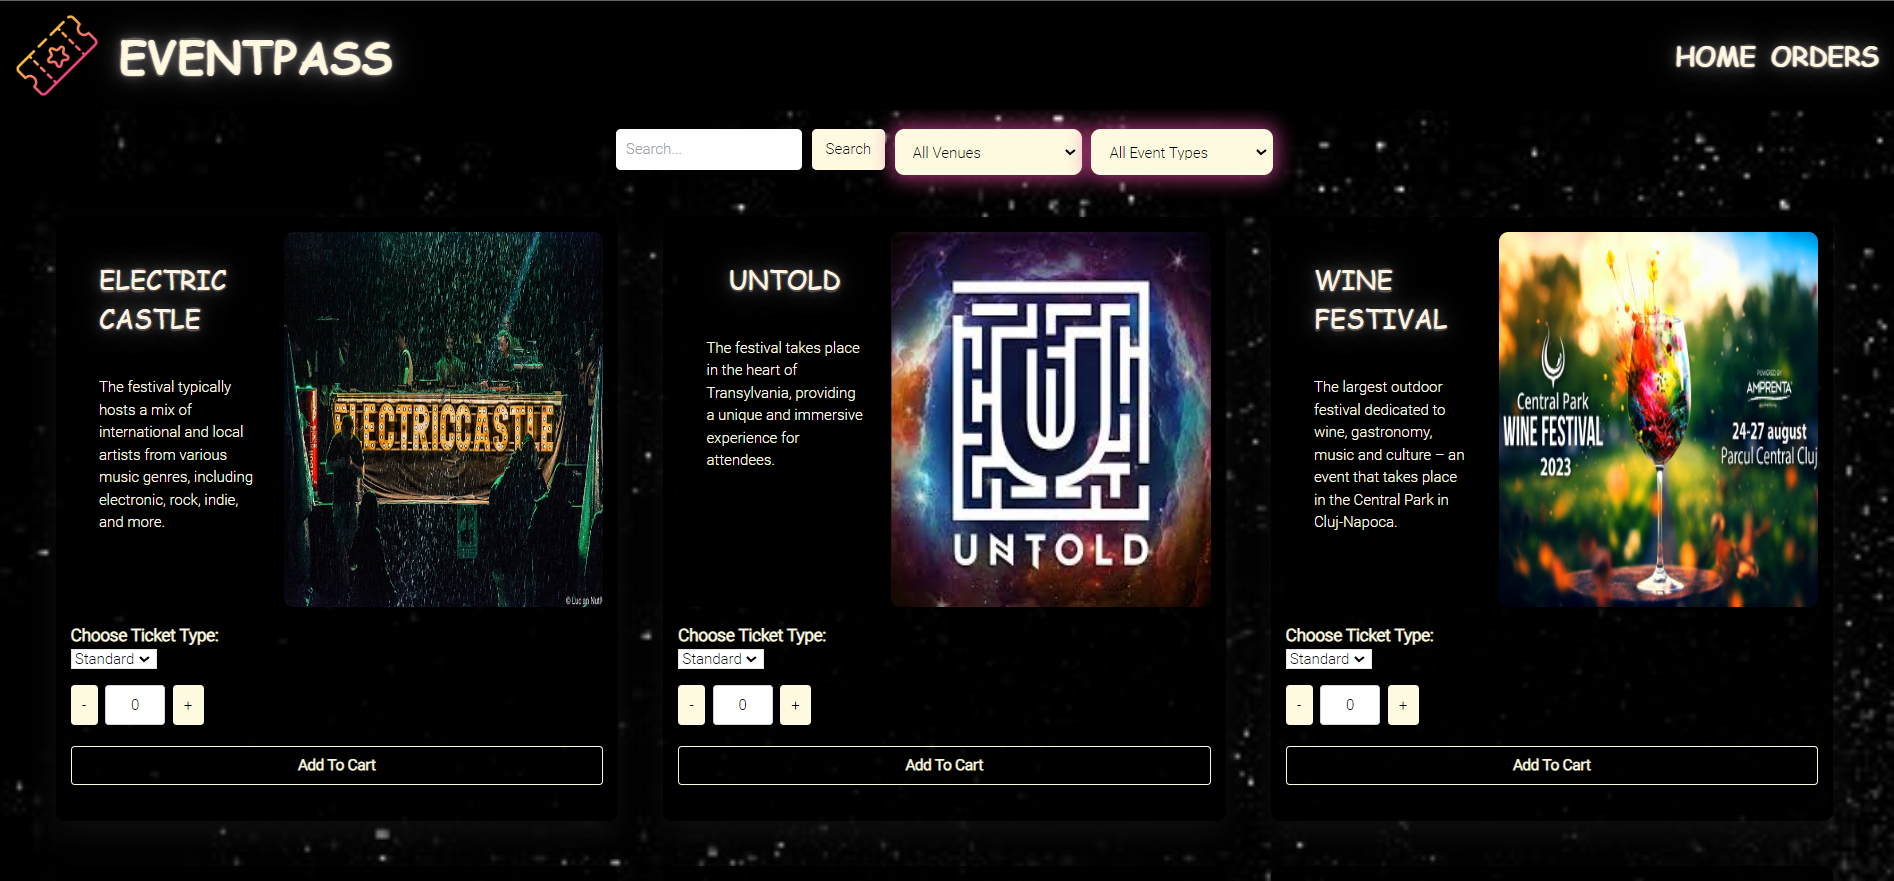 EVENTPASS
HOME ORDERS
Search...
Search
All Venues
All Event Types
ELECTRIC
CASTLE
The festival typically
hosts a mix of
international and local
artists from various
music genres, including
electronic, rock, indie,
and more.
ELECTRICCASTLE
Choose Ticket Type:
Standard
-
0
+
Add To Cart
UNTOLD
The festival takes place
in the heart of
Transylvania, providing
a unique and immersive
experience for
attendees.
UNTOLD
Choose Ticket Type:
Standard
-
0
+
Add To Cart
WINE
FESTIVAL
The largest outdoor
festival dedicated to
wine, gastronomy,
music and culture – an
event that takes place
in the Central Park in
Cluj-Napoca.
Central Park
WINE FESTIVAL
2023
POWERED BY
AMPRENTA
24-27 august
Parcul Central Cluj
Choose Ticket Type:
Standard
-
0
+
Add To Cart